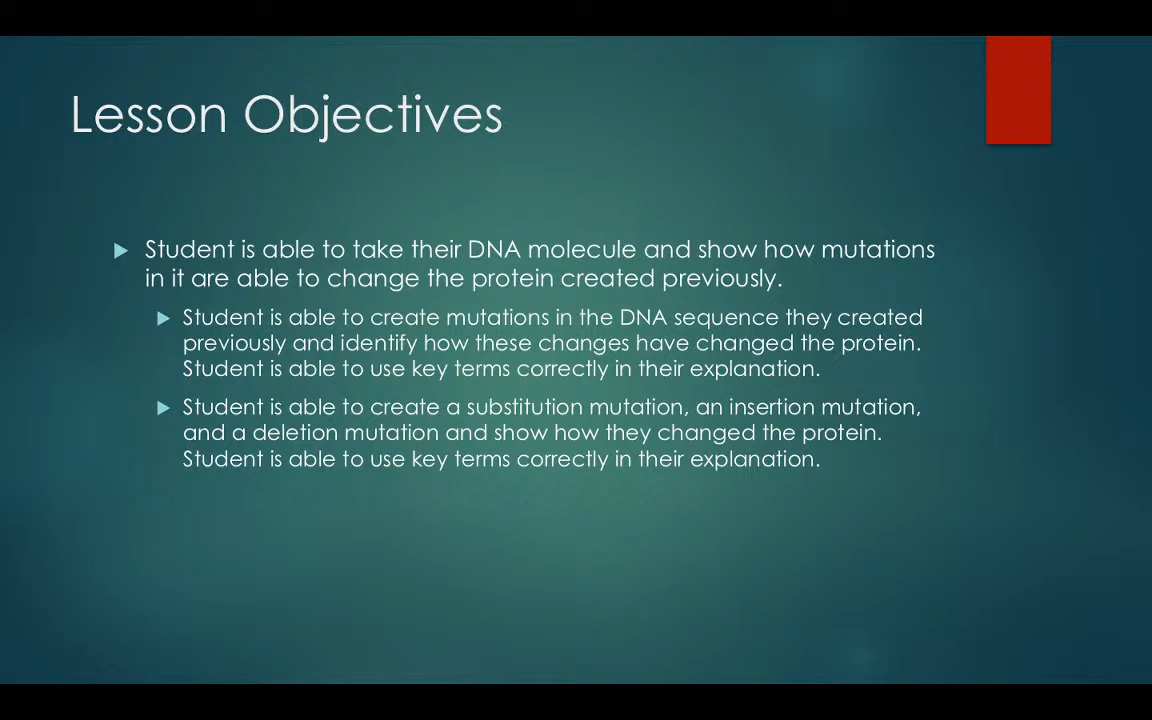 Lesson Objectives
Student is able to take their DNA molecule and show how mutations
in it are able to change the protein created previously.
Student is able to create mutations in the DNA sequence they created
previously and identify how these changes have changed the protein.
Student is able to use key terms correctly in their explanation.
Student is able to create a substitution mutation, an insertion mutation,
and a deletion mutation and show how they changed the protein.
Student is able to use key terms correctly in their explanation.